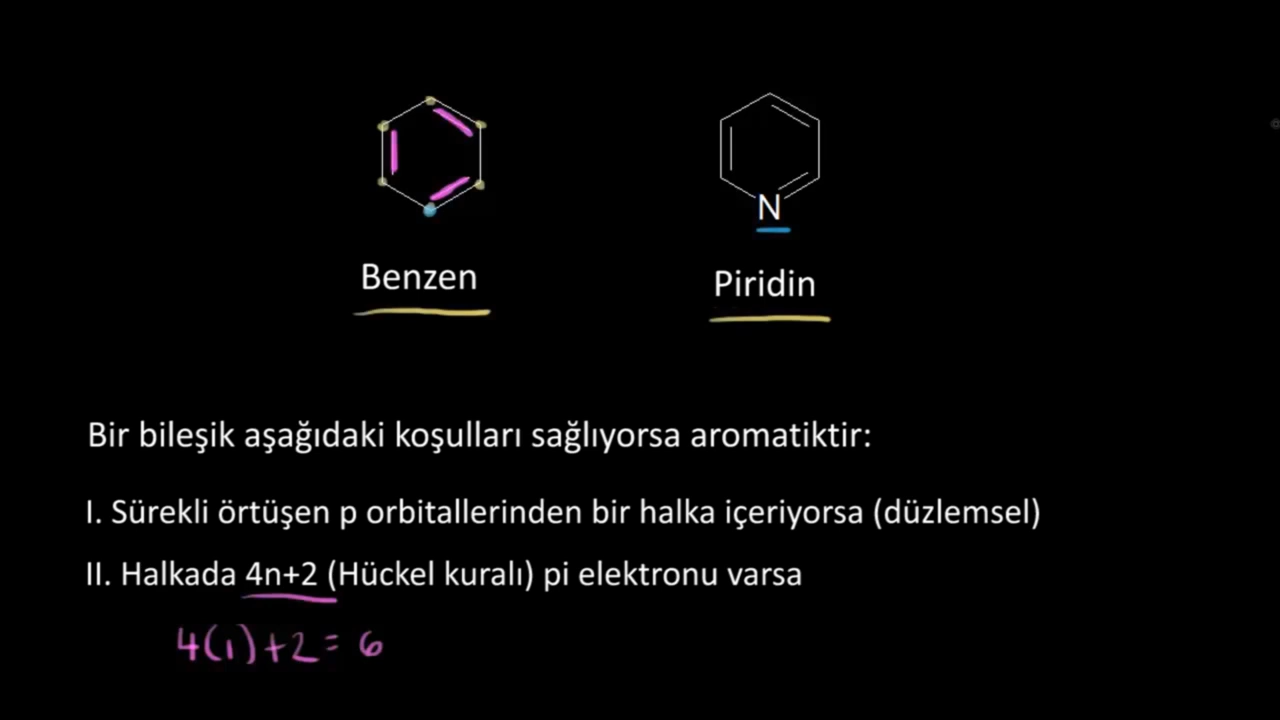 N
Benzen
Piridin
Bir bileşik aşağıdaki koşulları sağlıyorsa aromatiktir:
I. Sürekli örtüşen p orbitallerinden bir halka içeriyorsa (düzlemsel)
II. Halkada 4n+2 (Hückel kuralı) pi elektronu varsa
4(1)+2=6